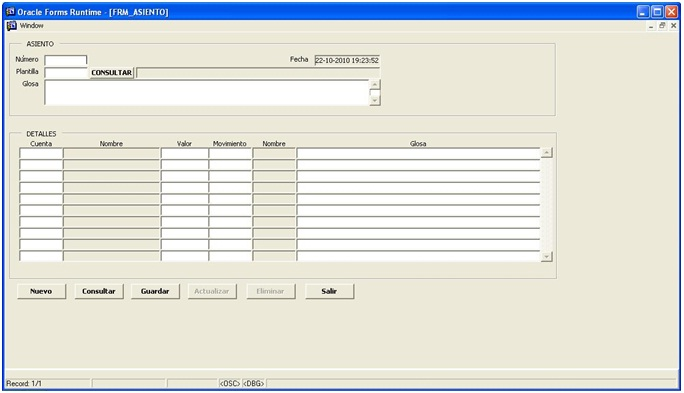 Oracle Forms Runtime - [FRM_ASIENTO]
Window
ASIENTO
Número
Fecha 22-10-2010 19:23:52
Plantilla CONSULTAR
Glosa
DETALLES
Cuenta Nombre Valor Movimiento Nombre Glosa
Nuevo Consultar Guardar Actualizar Eliminar Salir
Record: 1/1 <OSC> <DBG>